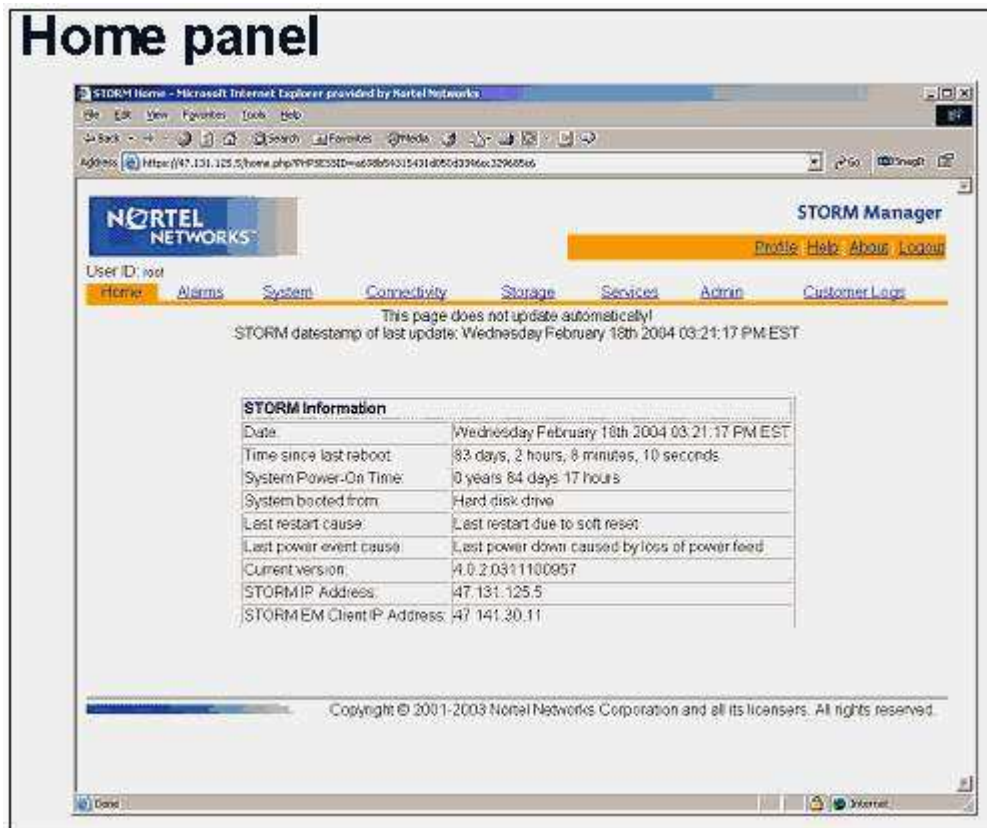 Home panel
STORM Home - Microsoft Internet Explorer provided by Nortel Networks
File Edit View Favorites Tools Help
Back Search Favorites Media
Address Go SnagIt
NORTEL NETWORKS
STORM Manager
Profile Help About Logout
User ID: root
Home Alarms System Connectivity Storage Services Admin Customer Logs
This page does not update automatically!
STORM datestamp of last update: Wednesday February 18th 2004 03:21:17 PM EST
STORM Information
Date: Wednesday February 18th 2004 03:21:17 PM EST
Time since last reboot: 83 days, 2 hours, 8 minutes, 10 seconds
System Power-On Time: 0 years 84 days 17 hours
System booted from: Hard disk drive
Last restart cause: Last restart due to soft reset
Last power event cause: Last power down caused by loss of power feed
Current version: 4.0.2.0311100957
STORM IP Address: 47.131.125.5
STORM EM Client IP Address: 47.141.30.11
Copyright © 2001-2003 Nortel Networks Corporation and all its licensers. All rights reserved.
Done Internet